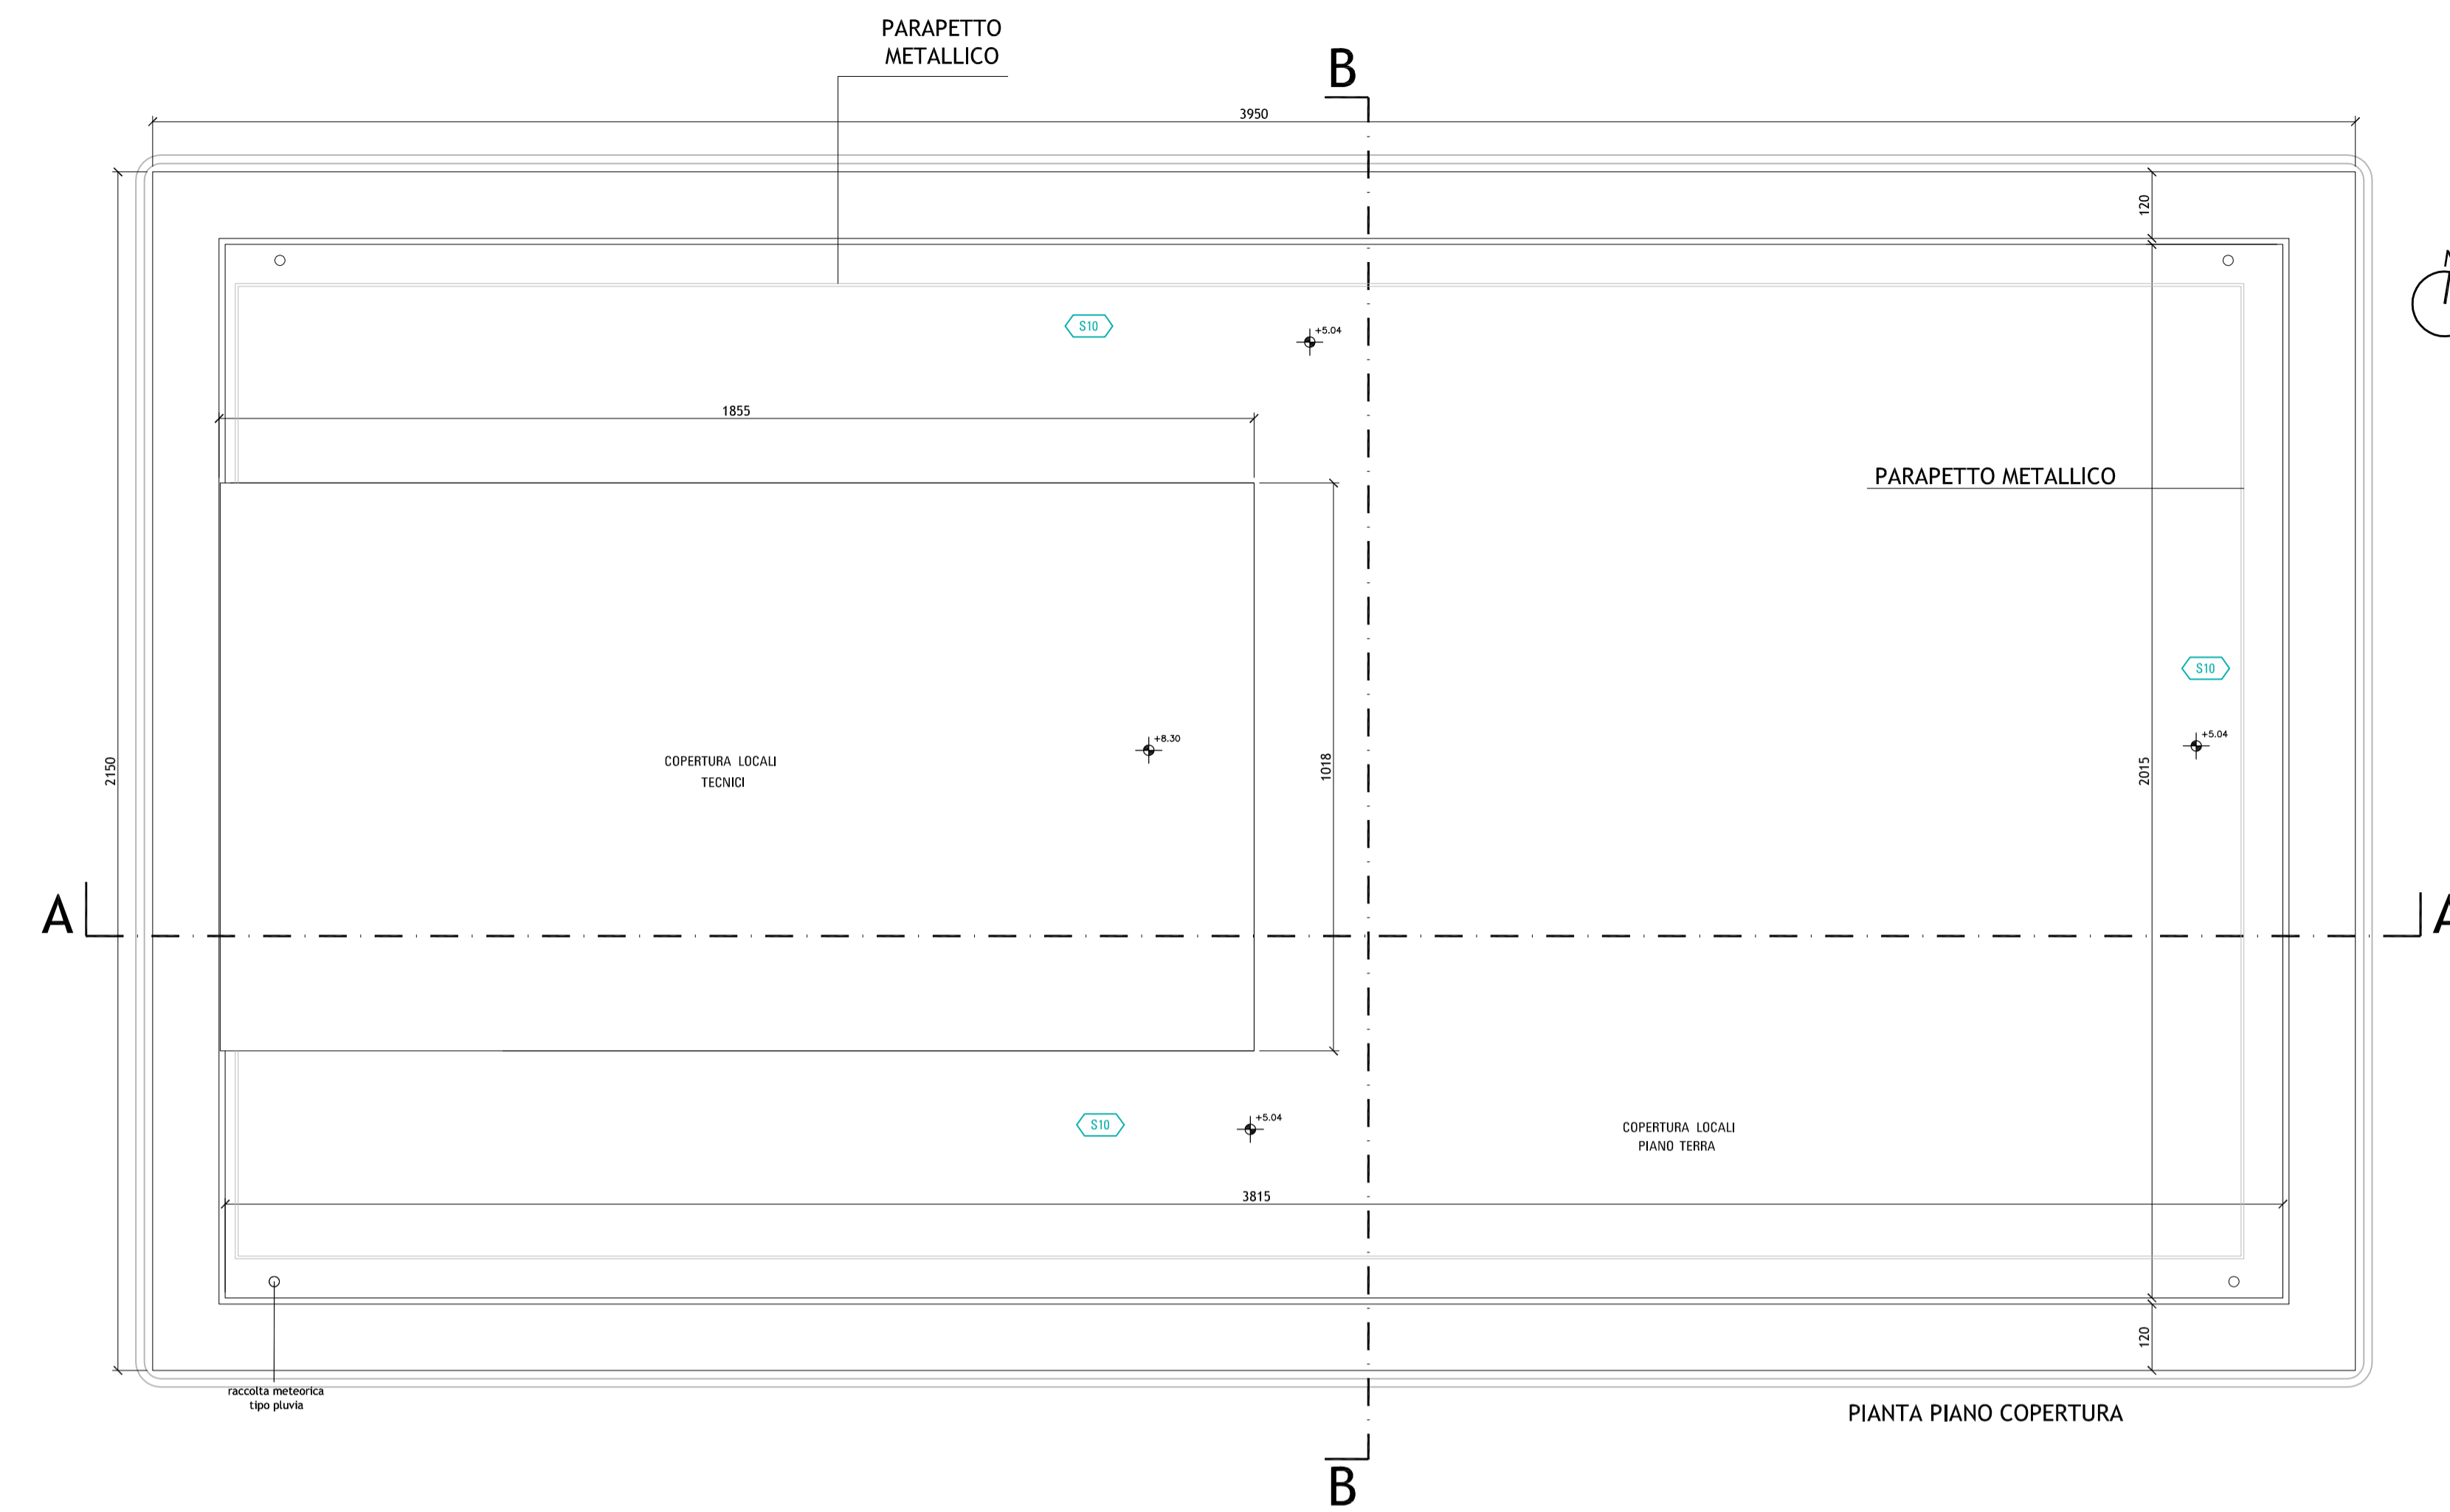 PARAPETTO
METALLICO
B
3950
120
S10
+5.04
1855
PARAPETTO METALLICO
S10
+5.04
+8.30
COPERTURA LOCALI
TECNICI
1018
2015
2150
A
A
S10
+5.04
COPERTURA LOCALI
PIANO TERRA
3815
120
raccolta meteorica
tipo pluvia
PIANTA PIANO COPERTURA
B